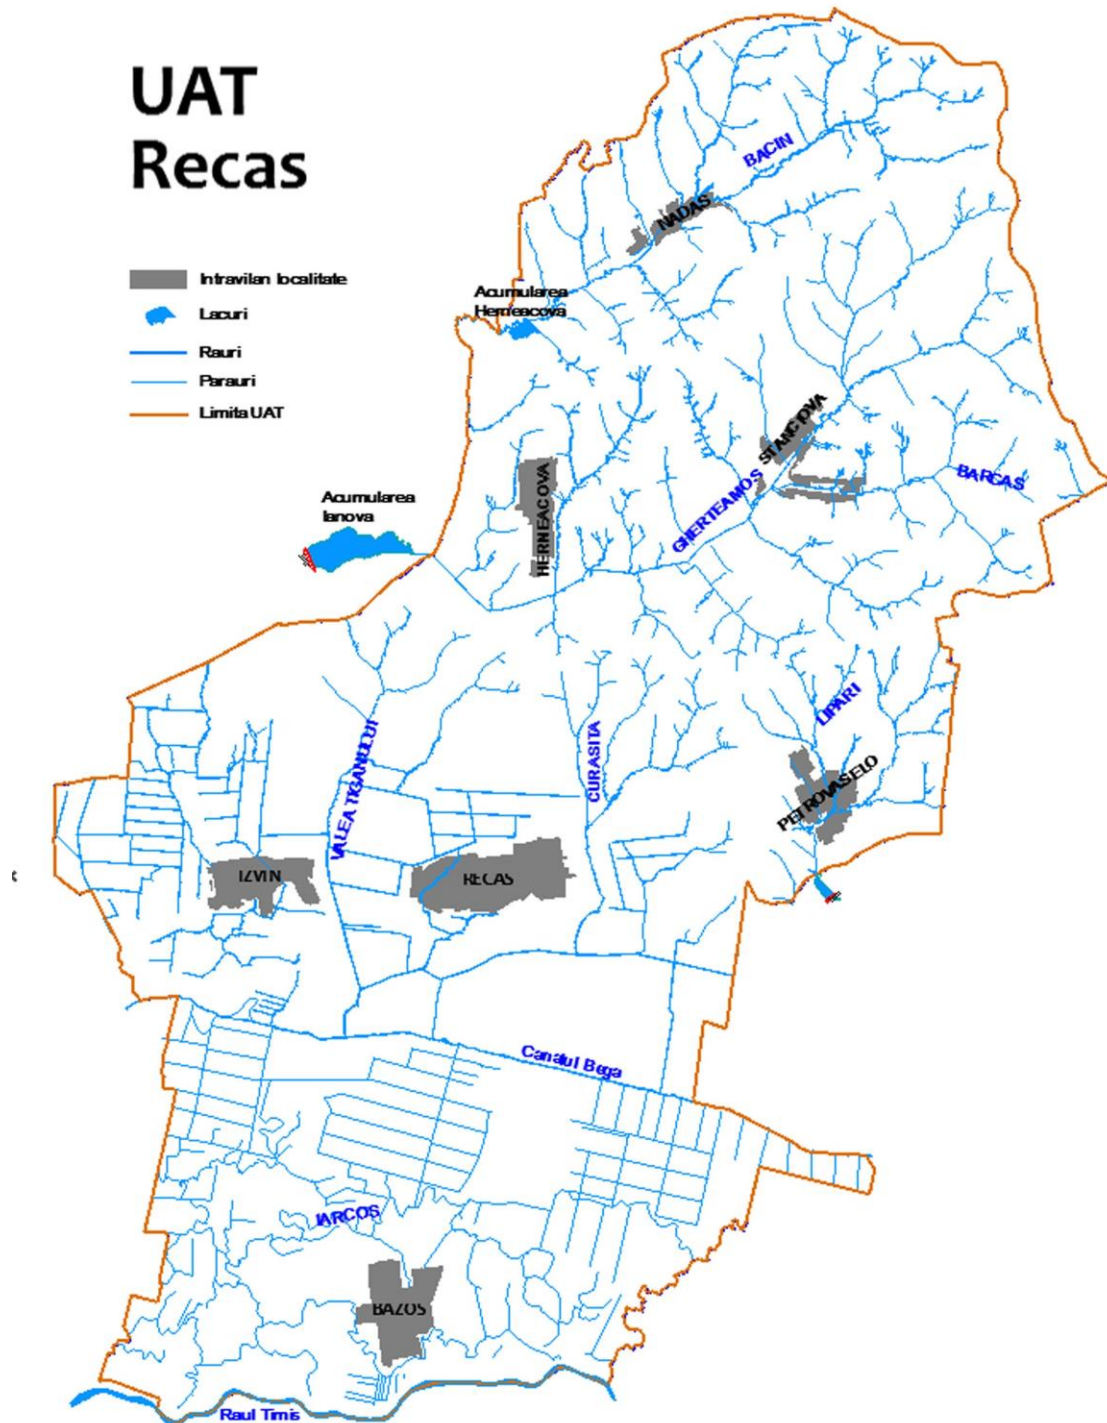 UAT
Recas
Intravilan localitate
Lacuri
Rauri
Parauri
Limita UAT
BACIN
NADAS
Acumularea
Herneacova
STANCIOVA
BARCAS
GHERTEAMOS
HERNEACOVA
Acumularea
Ianova
LIPARI
VALEA TIGANULUI
CURASITA
PETROVASELO
IZVIN
RECAS
Canalul Bega
IARCOS
BAZOS
Raul Timis